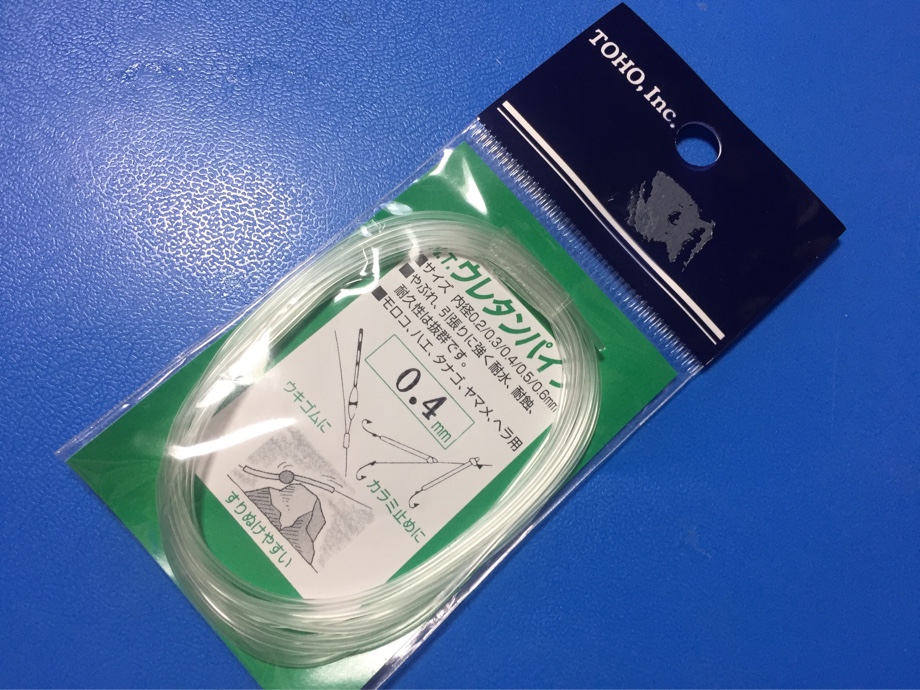 TOHO, Inc.
.T.ウレタンパイプ
■サイズ 内径0.2/0.3/0.4/0.5/0.6mm
■やぶれ、引張りに強く耐水、耐蝕、
耐久性は抜群です。
■モロコ、ハエ、タナゴ、ヤマメ、ヘラ用
0.4mm
ウキゴムに
カラミ止めに
すりぬけやすい